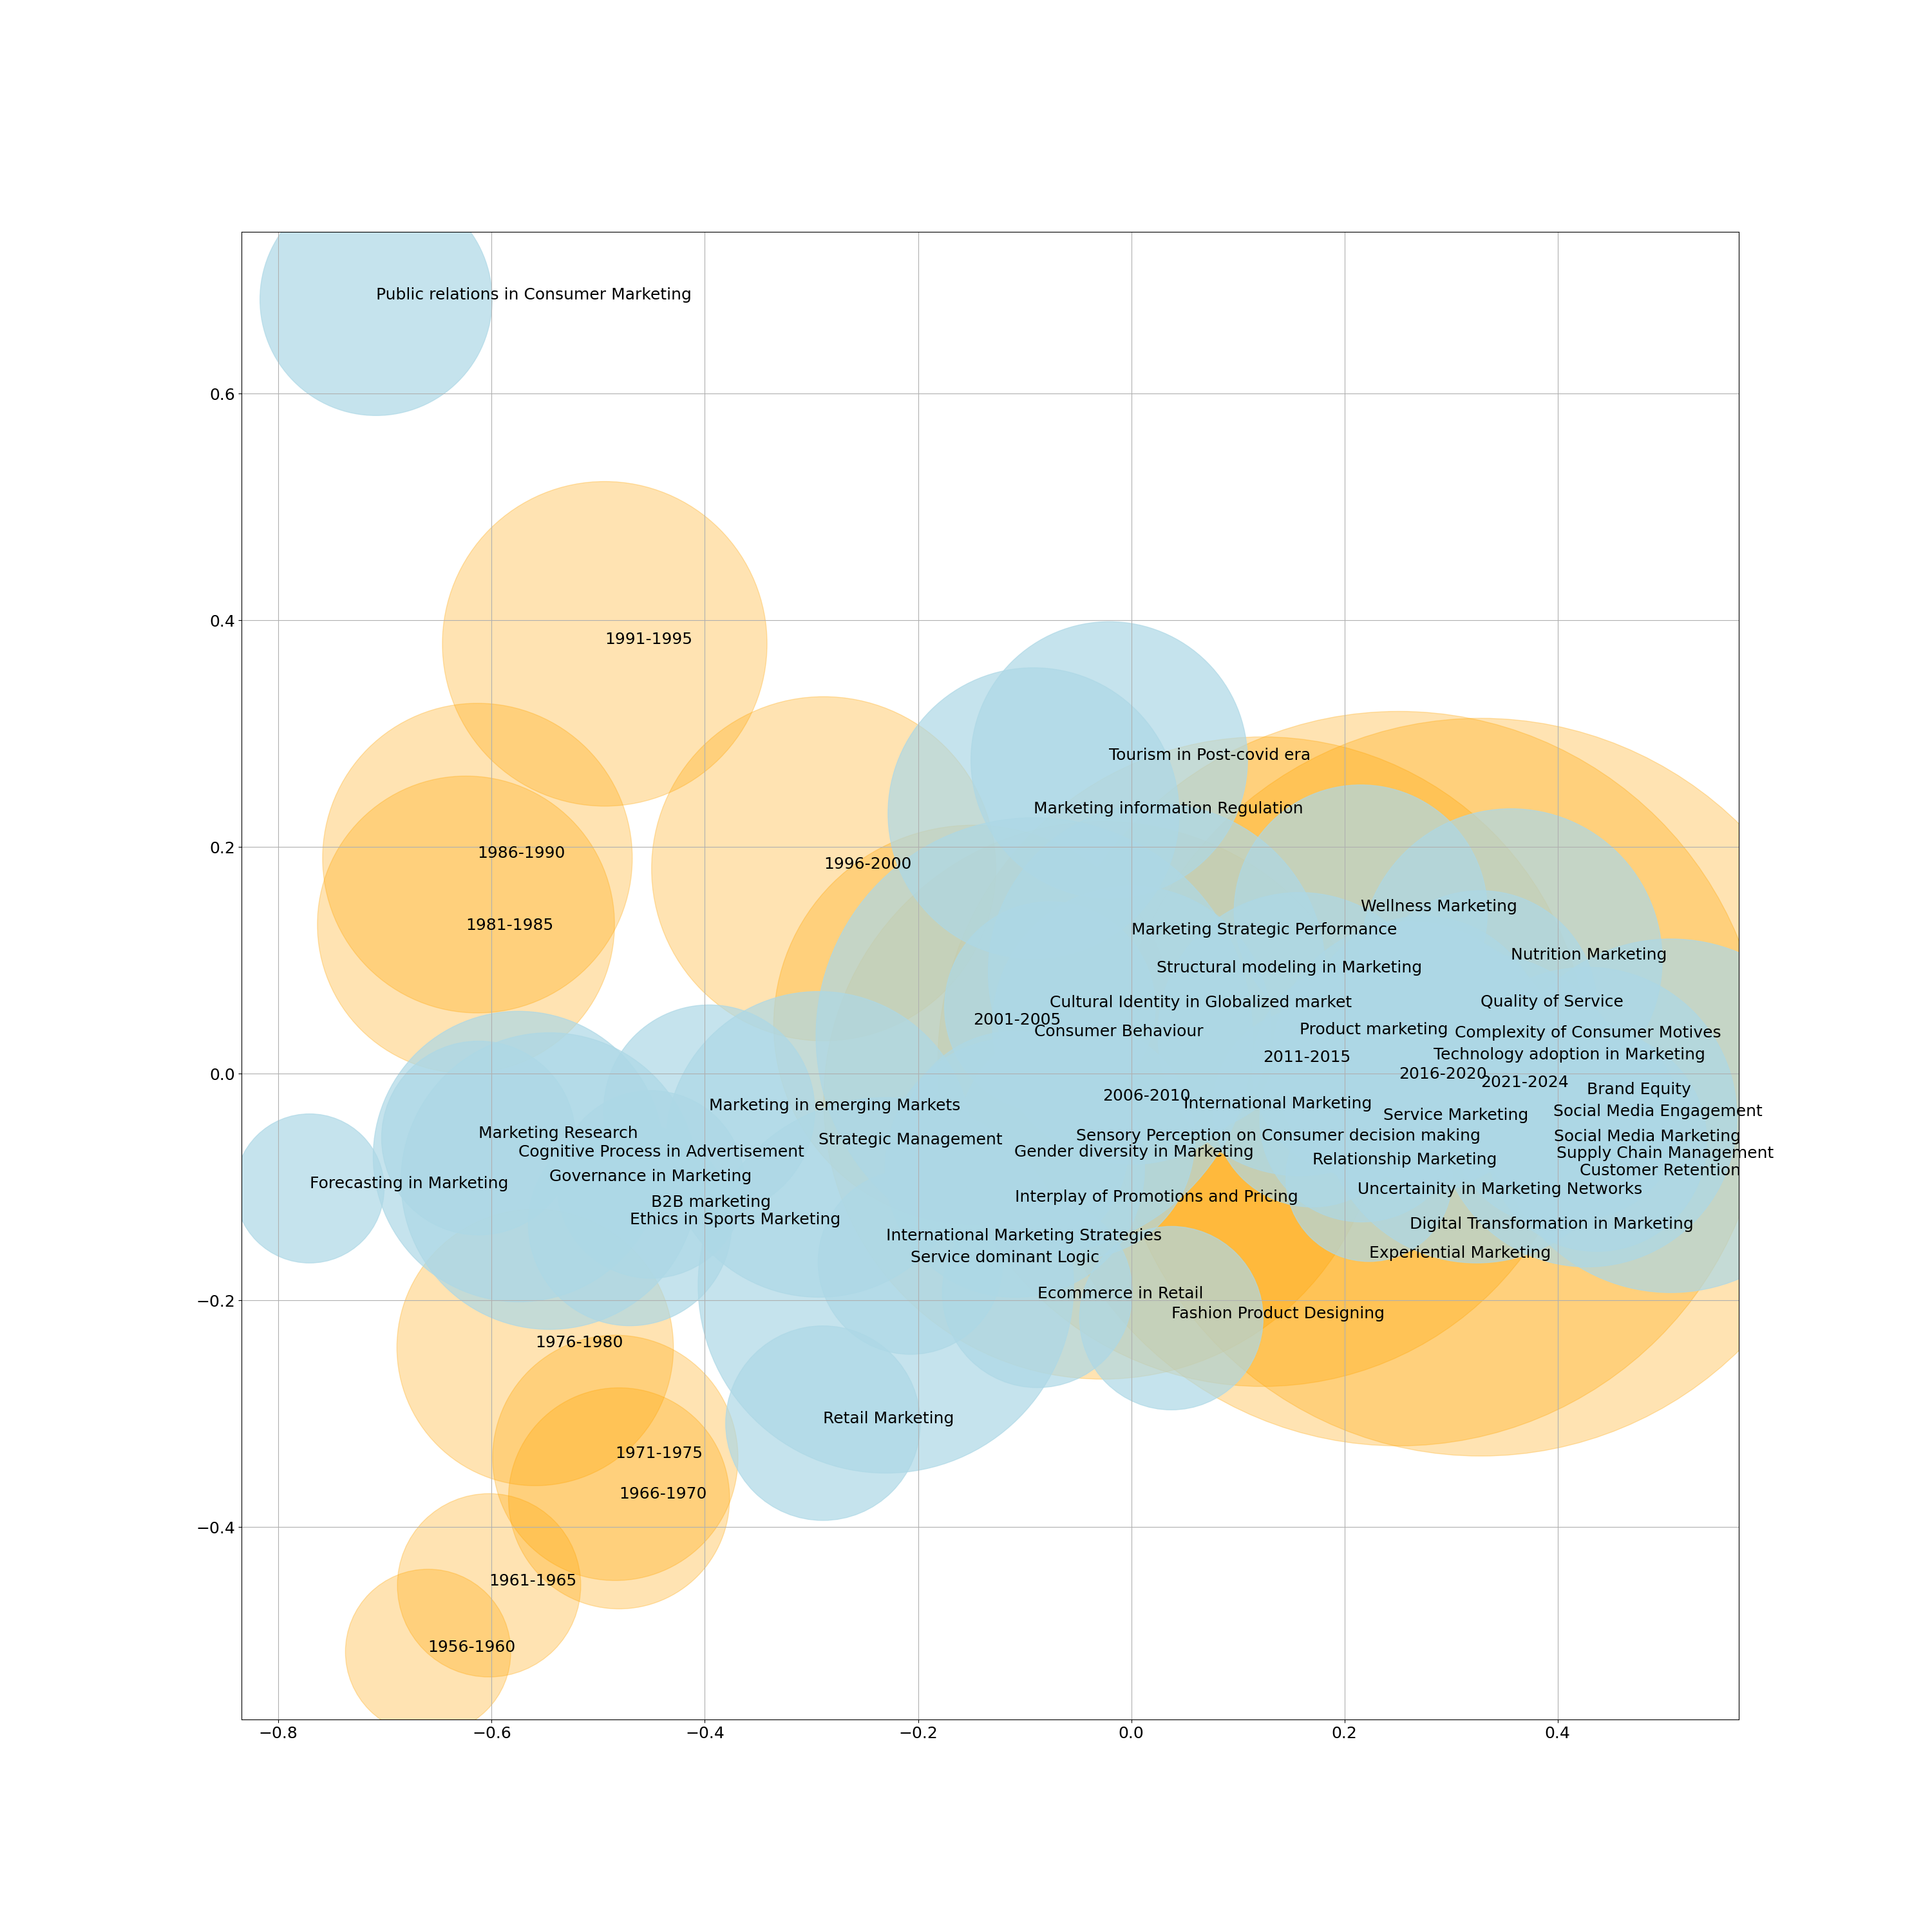 Public relations in Consumer Marketing
0.6
0.4
1991-1995
Tourism in Post-covid era
Marketing information Regulation
0.2
1986-1990
1996-2000
Wellness Marketing
1981-1985
Marketing Strategic Performance
Nutrition Marketing
Structural modeling in Marketing
Cultural Identity in Globalized market
Quality of Service
2001-2005
Consumer Behaviour
Product marketing
Complexity of Consumer Motives
2011-2015
Technology adoption in Marketing
0.0
2016-2020
2021-2024
Brand Equity
2006-2010
International Marketing
Marketing in emerging Markets
Social Media Engagement
Service Marketing
Marketing Research
Strategic Management
Sensory Perception on Consumer decision making
Social Media Marketing
Cognitive Process in Advertisement
Gender diversity in Marketing
Supply Chain Management
Relationship Marketing
Customer Retention
Governance in Marketing
Forecasting in Marketing
Uncertainity in Marketing Networks
B2B marketing
Interplay of Promotions and Pricing
Ethics in Sports Marketing
Digital Transformation in Marketing
International Marketing Strategies
Service dominant Logic
Experiential Marketing
Ecommerce in Retail
−0.2
Fashion Product Designing
1976-1980
Retail Marketing
1971-1975
1966-1970
−0.4
1961-1965
1956-1960
−0.8 −0.6 −0.4 −0.2 0.0 0.2 0.4